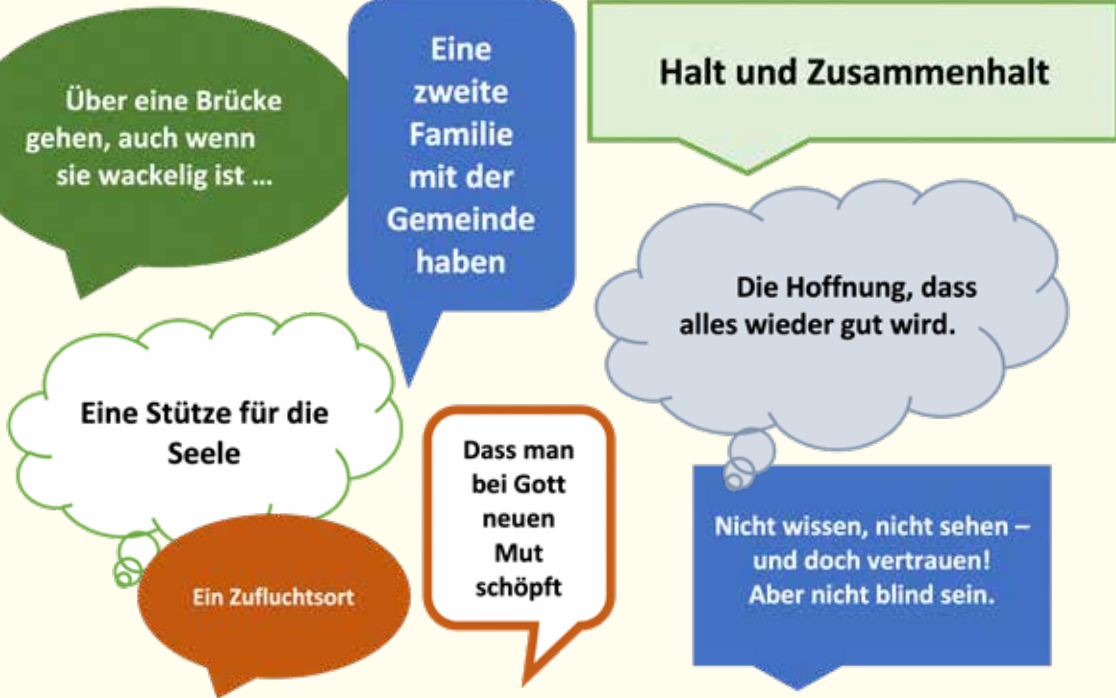 Über eine Brücke
gehen, auch wenn
sie wackelig ist ...
Eine
zweite
Familie
mit der
Gemeinde
haben
Halt und Zusammenhalt
Die Hoffnung, dass
alles wieder gut wird.
Eine Stütze für die
Seele
Dass man
bei Gott
neuen
Mut
schöpft
Nicht wissen, nicht sehen –
und doch vertrauen!
Aber nicht blind sein.
Ein Zufluchtsort